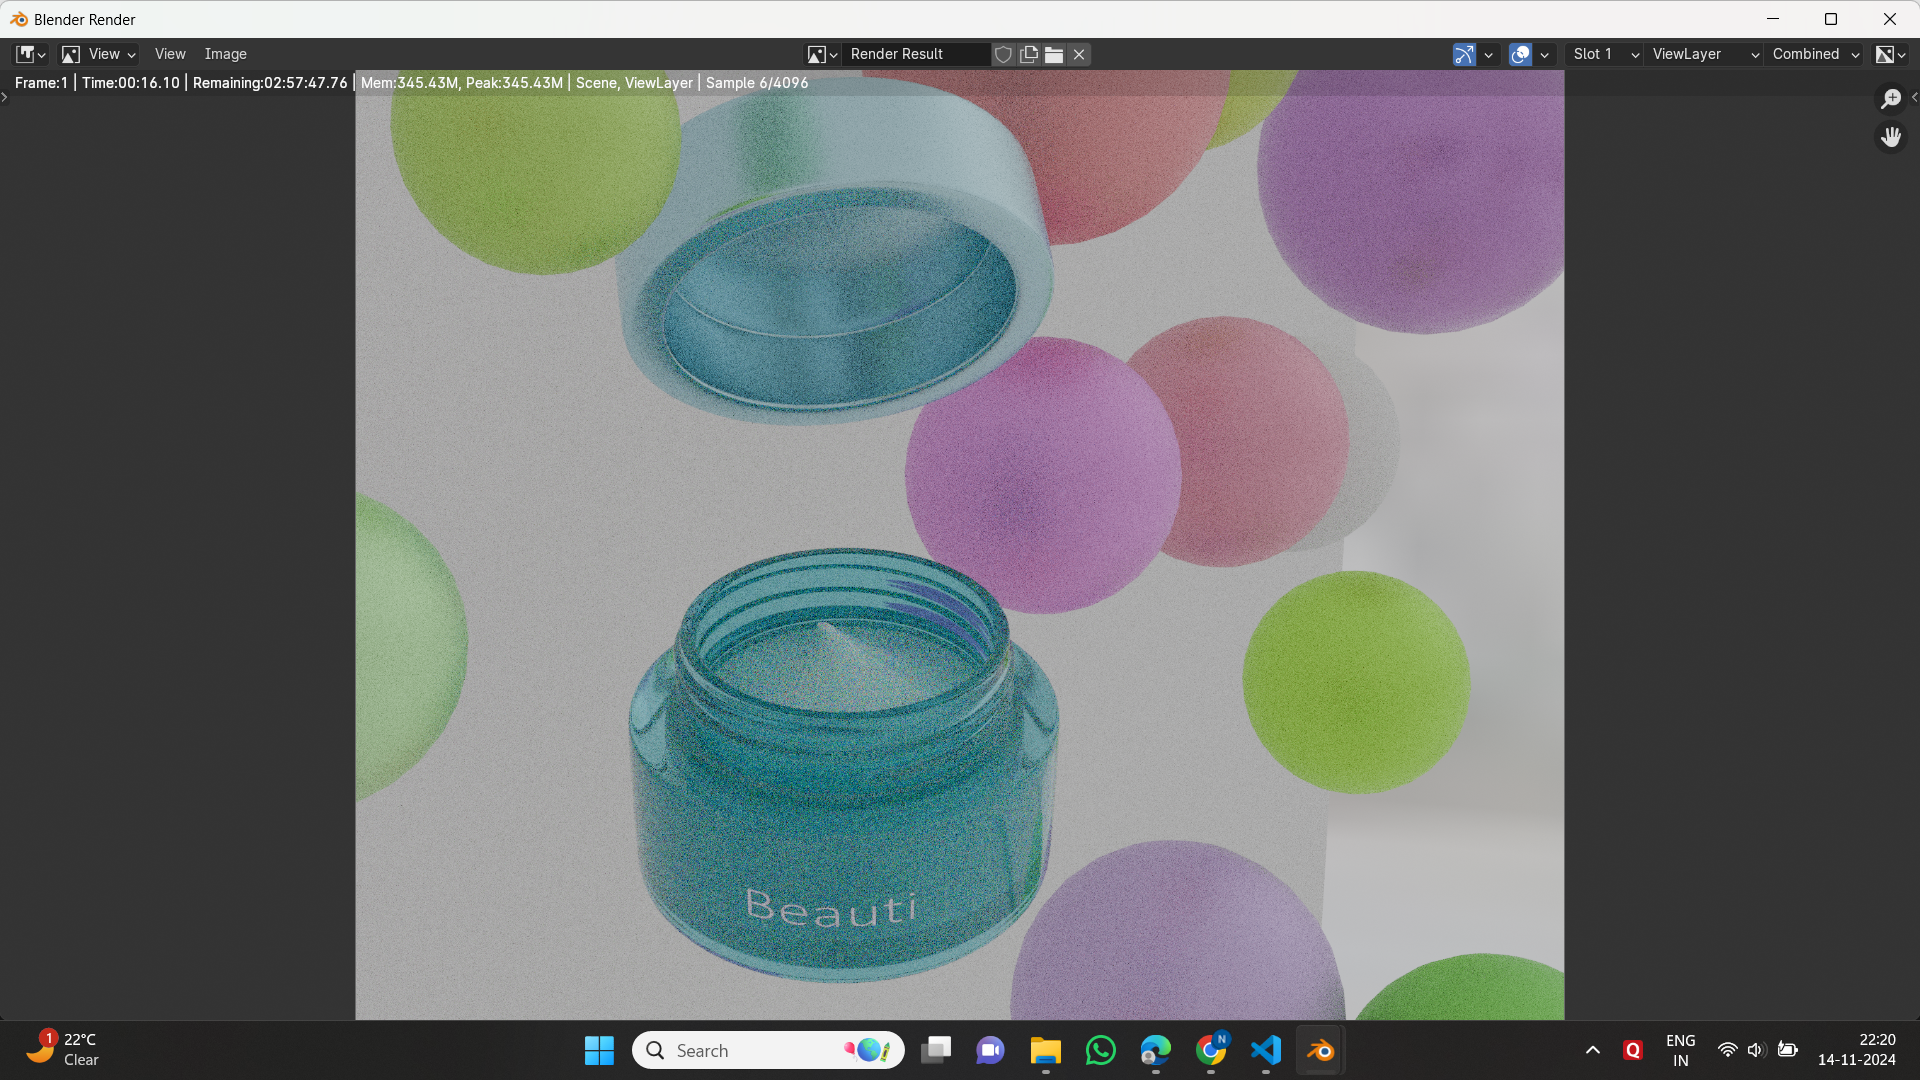 Blender Render
View
View
Image
Render Result
Slot 1
ViewLayer
Combined
Frame:1 | Time:00:16.10 | Remaining:02:57:47.76 | Mem:345.43M, Peak:345.43M | Scene, ViewLayer | Sample 6/4096
Beauti
1
22°C
Clear
Search
N
Q
ENG
IN
22:20
14-11-2024